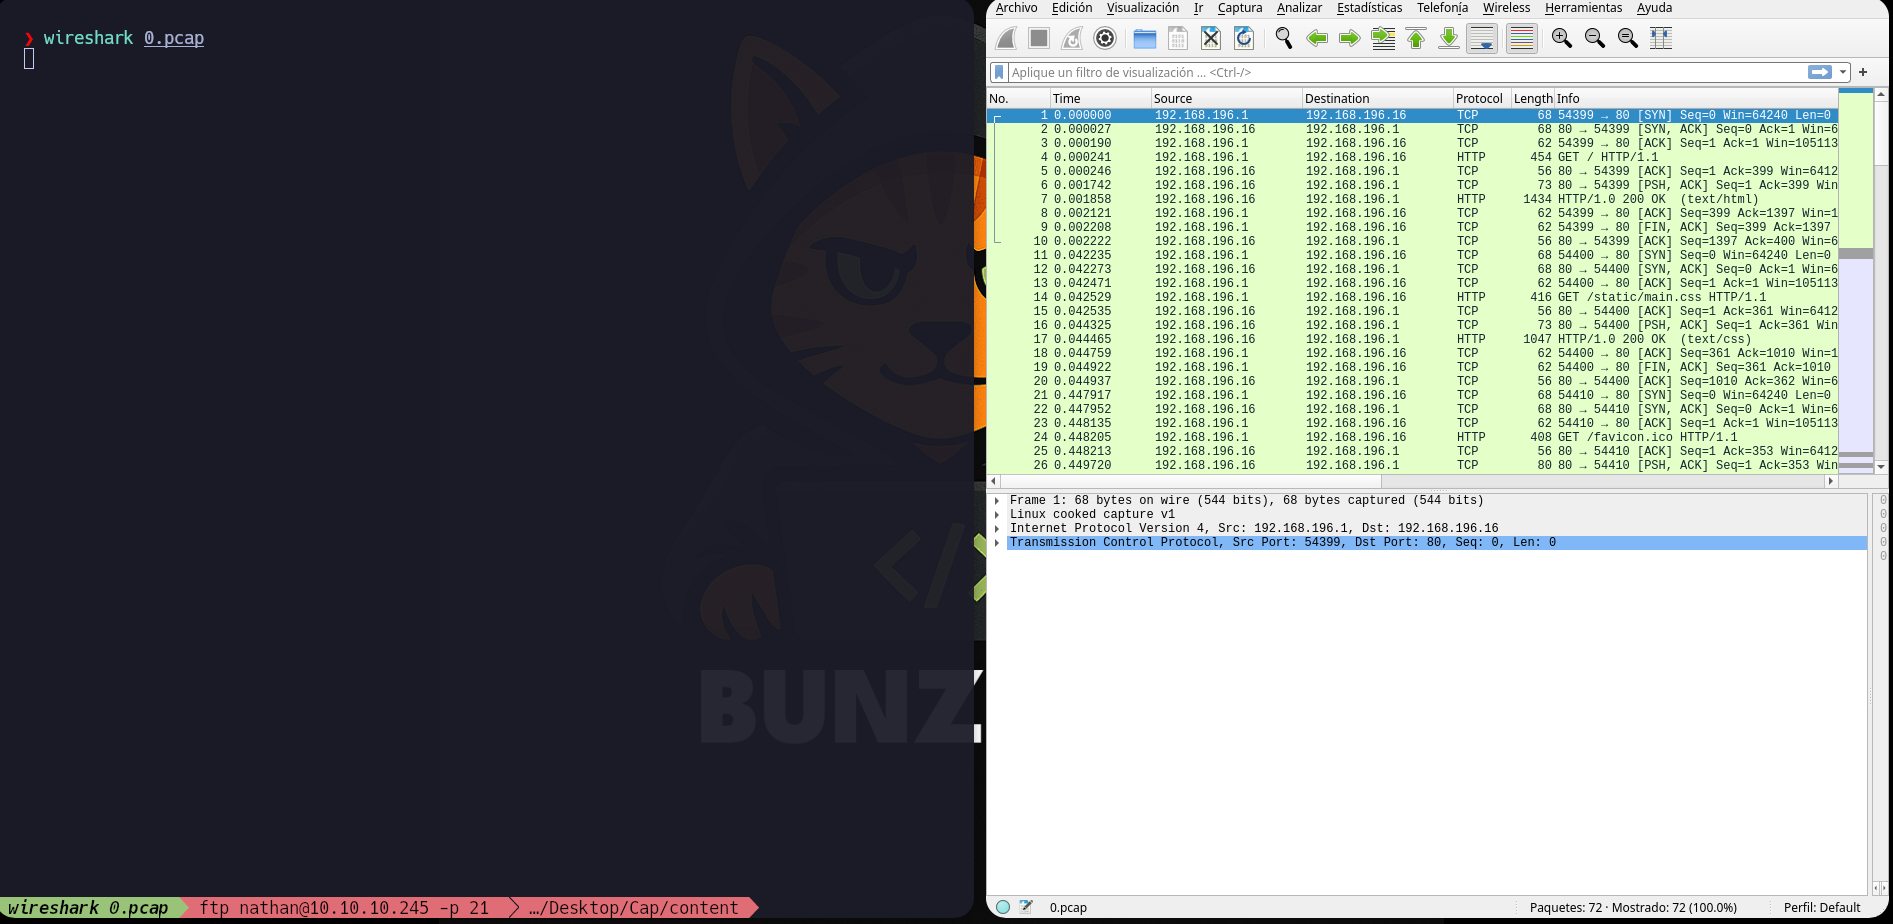 ❯ wireshark 0.pcap
BUNZ
wireshark 0.pcap  ftp nathan@10.10.10.245 -p 21  …/Desktop/Cap/content
Archivo Edición Visualización Ir Captura Analizar Estadísticas Telefonía Wireless Herramientas Ayuda
Aplique un filtro de visualización ... <Ctrl-/>
No. Time Source Destination Protocol Length Info
1 0.000000 192.168.196.1 192.168.196.16 TCP 68 54399 → 80 [SYN] Seq=0 Win=64240 Len=0
2 0.000027 192.168.196.16 192.168.196.1 TCP 68 80 → 54399 [SYN, ACK] Seq=0 Ack=1 Win=6
3 0.000190 192.168.196.1 192.168.196.16 TCP 62 54399 → 80 [ACK] Seq=1 Ack=1 Win=105113
4 0.000241 192.168.196.1 192.168.196.16 HTTP 454 GET / HTTP/1.1
5 0.000246 192.168.196.16 192.168.196.1 TCP 56 80 → 54399 [ACK] Seq=1 Ack=399 Win=6412
6 0.001742 192.168.196.16 192.168.196.1 TCP 73 80 → 54399 [PSH, ACK] Seq=1 Ack=399 Win
7 0.001858 192.168.196.16 192.168.196.1 HTTP 1434 HTTP/1.0 200 OK  (text/html)
8 0.002121 192.168.196.1 192.168.196.16 TCP 62 54399 → 80 [ACK] Seq=399 Ack=1397 Win=1
9 0.002208 192.168.196.1 192.168.196.16 TCP 62 54399 → 80 [FIN, ACK] Seq=399 Ack=1397
10 0.002222 192.168.196.16 192.168.196.1 TCP 56 80 → 54399 [ACK] Seq=1397 Ack=400 Win=6
11 0.042235 192.168.196.1 192.168.196.16 TCP 68 54400 → 80 [SYN] Seq=0 Win=64240 Len=0
12 0.042273 192.168.196.16 192.168.196.1 TCP 68 80 → 54400 [SYN, ACK] Seq=0 Ack=1 Win=6
13 0.042471 192.168.196.1 192.168.196.16 TCP 62 54400 → 80 [ACK] Seq=1 Ack=1 Win=105113
14 0.042529 192.168.196.1 192.168.196.16 HTTP 416 GET /static/main.css HTTP/1.1
15 0.042535 192.168.196.16 192.168.196.1 TCP 56 80 → 54400 [ACK] Seq=1 Ack=361 Win=6412
16 0.044325 192.168.196.16 192.168.196.1 TCP 73 80 → 54400 [PSH, ACK] Seq=1 Ack=361 Win
17 0.044465 192.168.196.16 192.168.196.1 HTTP 1047 HTTP/1.0 200 OK  (text/css)
18 0.044759 192.168.196.1 192.168.196.16 TCP 62 54400 → 80 [ACK] Seq=361 Ack=1010 Win=1
19 0.044922 192.168.196.1 192.168.196.16 TCP 62 54400 → 80 [FIN, ACK] Seq=361 Ack=1010
20 0.044937 192.168.196.16 192.168.196.1 TCP 56 80 → 54400 [ACK] Seq=1010 Ack=362 Win=6
21 0.447917 192.168.196.1 192.168.196.16 TCP 68 54410 → 80 [SYN] Seq=0 Win=64240 Len=0
22 0.447952 192.168.196.16 192.168.196.1 TCP 68 80 → 54410 [SYN, ACK] Seq=0 Ack=1 Win=6
23 0.448135 192.168.196.1 192.168.196.16 TCP 62 54410 → 80 [ACK] Seq=1 Ack=1 Win=105113
24 0.448205 192.168.196.1 192.168.196.16 HTTP 408 GET /favicon.ico HTTP/1.1
25 0.448213 192.168.196.16 192.168.196.1 TCP 56 80 → 54410 [ACK] Seq=1 Ack=353 Win=6412
26 0.449720 192.168.196.16 192.168.196.1 TCP 80 80 → 54410 [PSH, ACK] Seq=1 Ack=353 Win
Frame 1: 68 bytes on wire (544 bits), 68 bytes captured (544 bits)
Linux cooked capture v1
Internet Protocol Version 4, Src: 192.168.196.1, Dst: 192.168.196.16
Transmission Control Protocol, Src Port: 54399, Dst Port: 80, Seq: 0, Len: 0
0
0
0
0
0
0.pcap Paquetes: 72 · Mostrado: 72 (100.0%) Perfil: Default